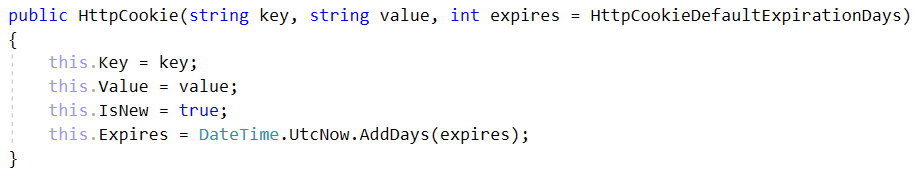 public HttpCookie(string key, string value, int expires = HttpCookieDefaultExpirationDays)
{
    this.Key = key;
    this.Value = value;
    this.IsNew = true;
    this.Expires = DateTime.UtcNow.AddDays(expires);
}